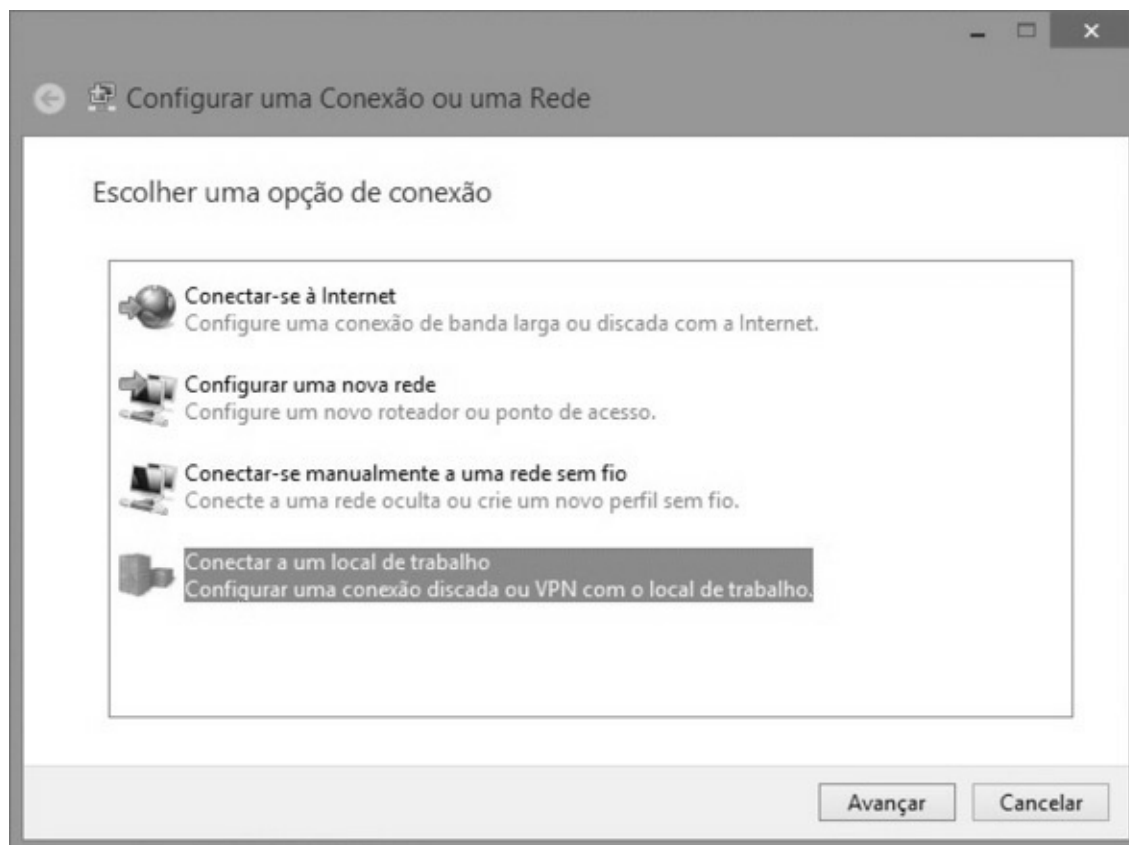 Configurar uma Conexão ou uma Rede
Escolher uma opção de conexão
Conectar-se à Internet
Configure uma conexão de banda larga ou discada com a Internet.
Configurar uma nova rede
Configure um novo roteador ou ponto de acesso.
Conectar-se manualmente a uma rede sem fio
Conecte a uma rede oculta ou crie um novo perfil sem fio.
Conectar a um local de trabalho
Configurar uma conexão discada ou VPN com o local de trabalho.
Avançar
Cancelar